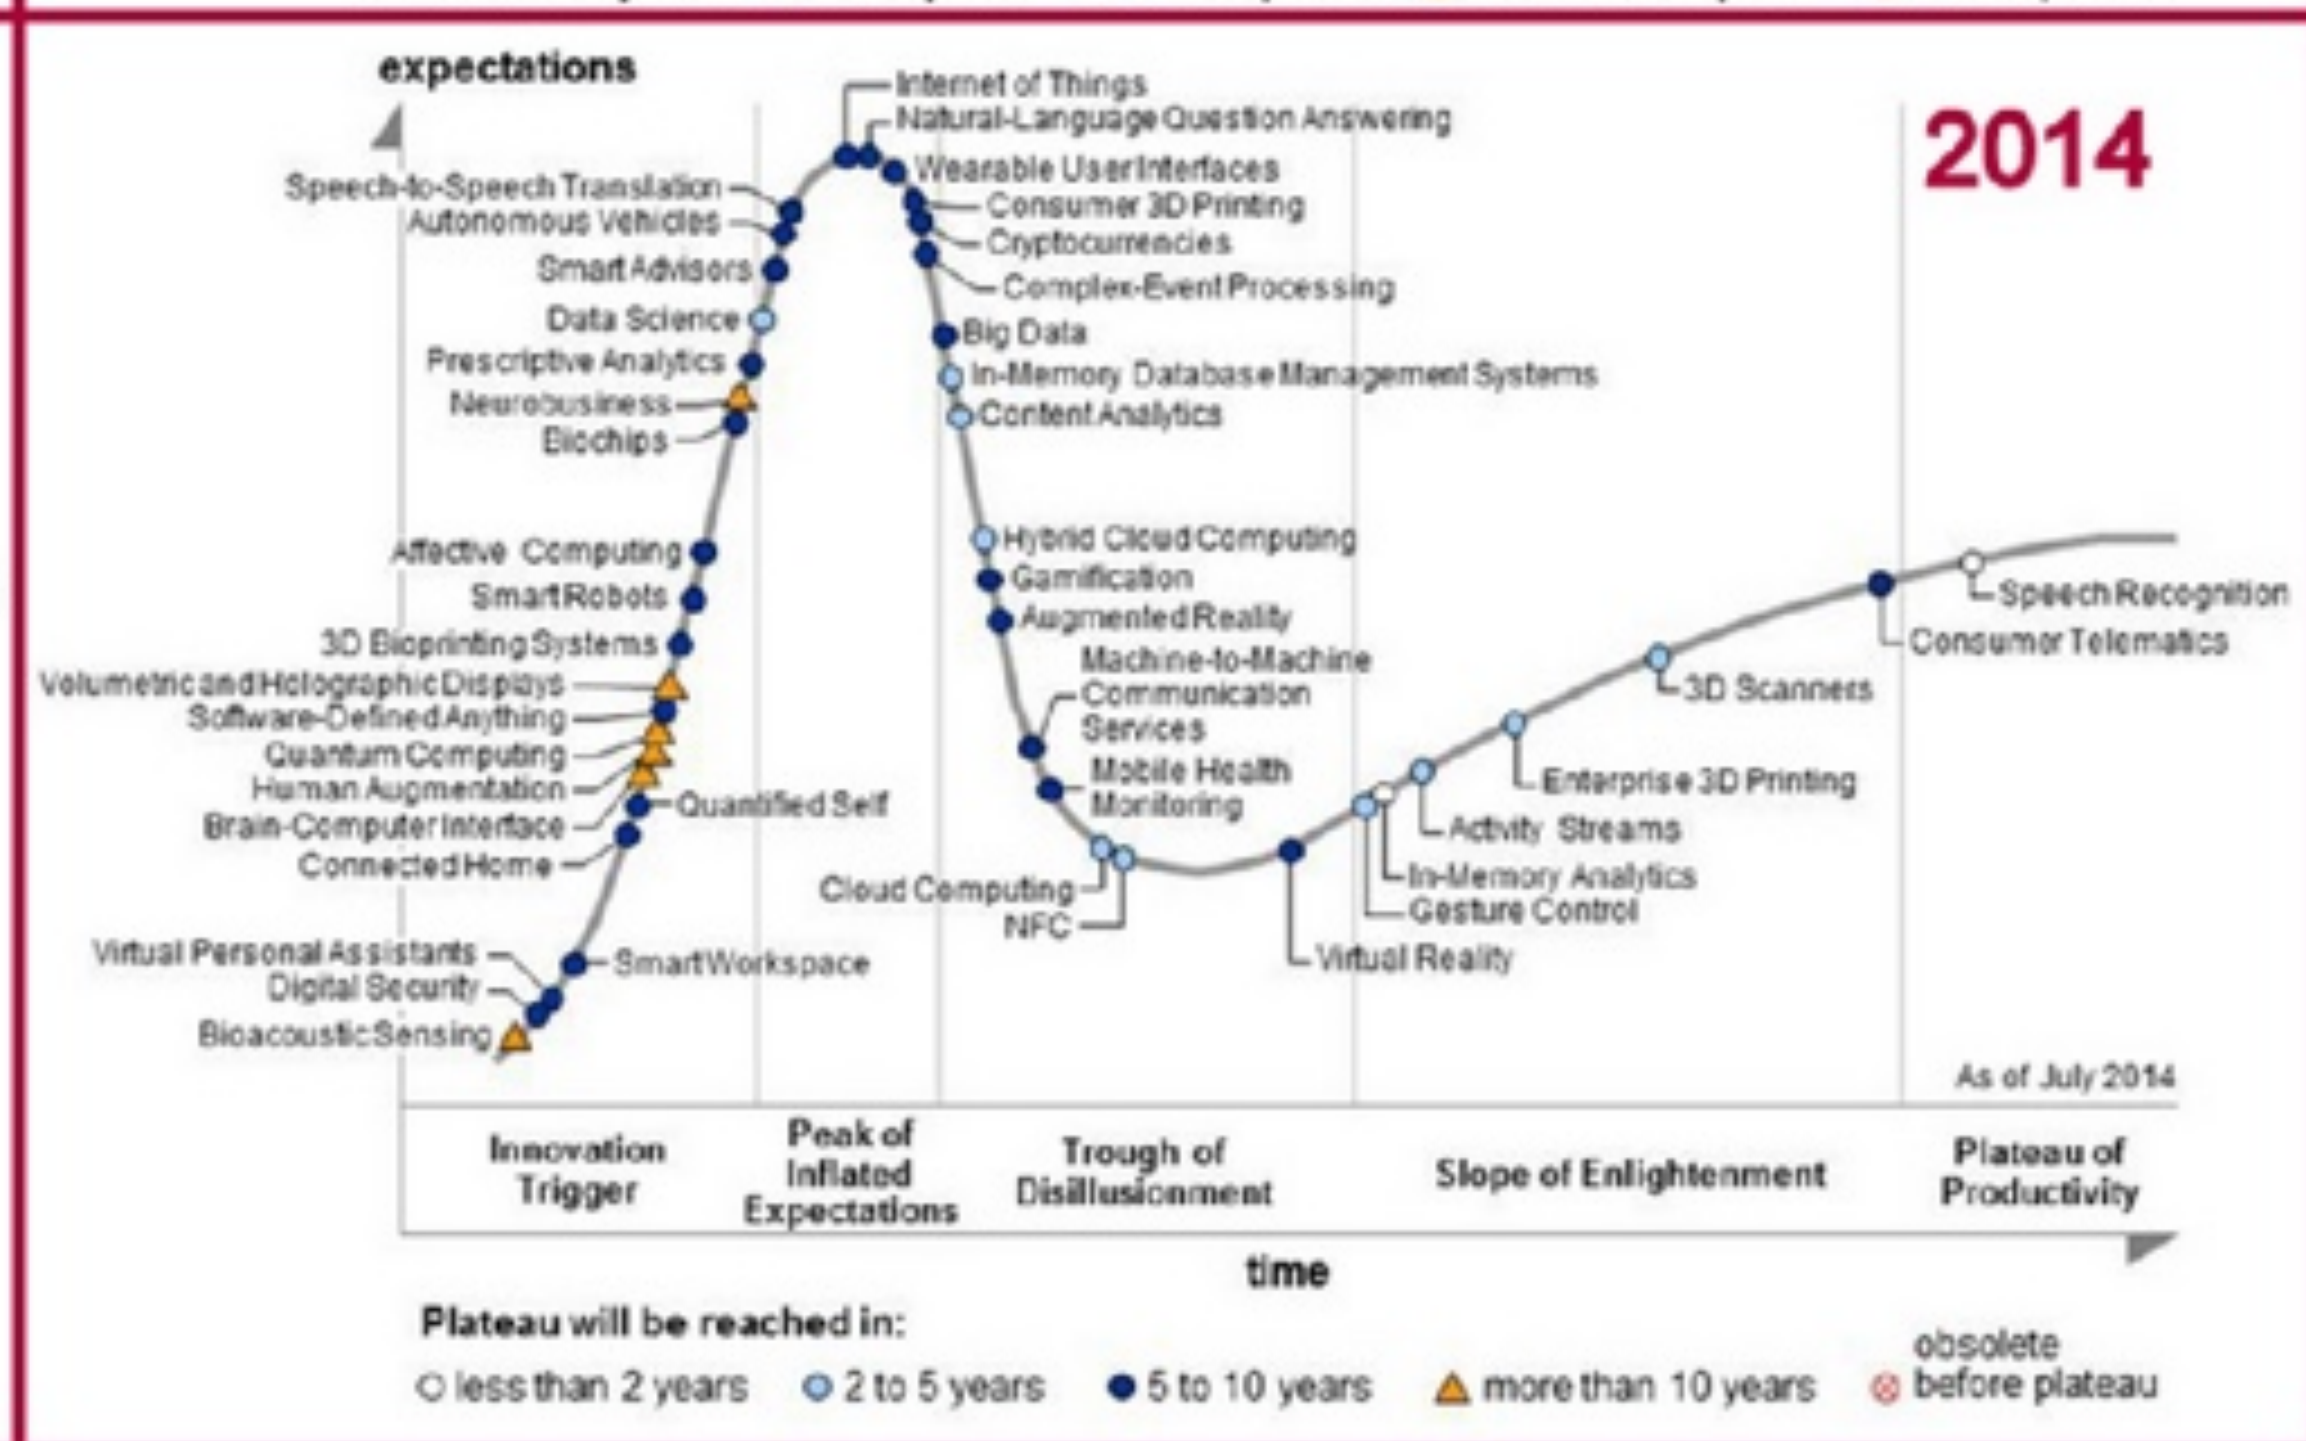 expectations
2014
Internet of Things
Natural-Language Question Answering
Wearable User Interfaces
Consumer 3D Printing
Cryptocurrencies
Complex-Event Processing
Big Data
In-Memory Database Management Systems
Content Analytics
Hybrid Cloud Computing
Gamification
Augmented Reality
Machine-to-Machine
Communication
Services
Mobile Health
Monitoring
Speech-to-Speech Translation
Autonomous Vehicles
Smart Advisors
Data Science
Prescriptive Analytics
Neurobusiness
Biochips
Affective Computing
Smart Robots
3D Bioprinting Systems
Volumetric and Holographic Displays
Software-Defined Anything
Quantum Computing
Human Augmentation
Quantified Self
Brain-Computer Interface
Connected Home
Virtual Personal Assistants
Smart Workspace
Digital Security
Bioacoustic Sensing
Cloud Computing
NFC
Virtual Reality
Gesture Control
In-Memory Analytics
Activity Streams
Enterprise 3D Printing
3D Scanners
Consumer Telematics
Speech Recognition
As of July 2014
Innovation
Trigger
Peak of
Inflated
Expectations
Trough of
Disillusionment
Slope of Enlightenment
Plateau of
Productivity
time
Plateau will be reached in:
less than 2 years
2 to 5 years
5 to 10 years
more than 10 years
obsolete
before plateau